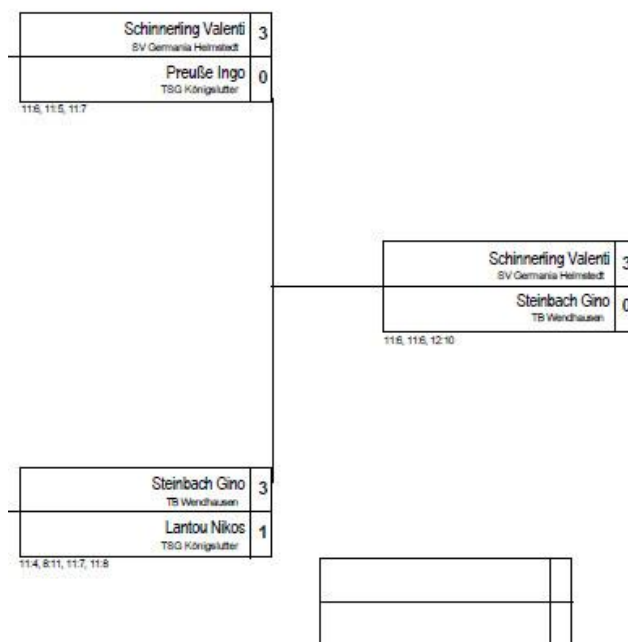 Schinnerling Valenti 3
SV Germania Helmstedt
Preuße Ingo 0
TSG Königslutter
11:6, 11:5, 11:7
Schinnerling Valenti 3
SV Germania Helmstedt
Steinbach Gino 0
TB Wendhausen
11:6, 11:6, 12:10
Steinbach Gino 3
TB Wendhausen
Lantou Nikos 1
TSG Königslutter
11:4, 8:11, 11:7, 11:8